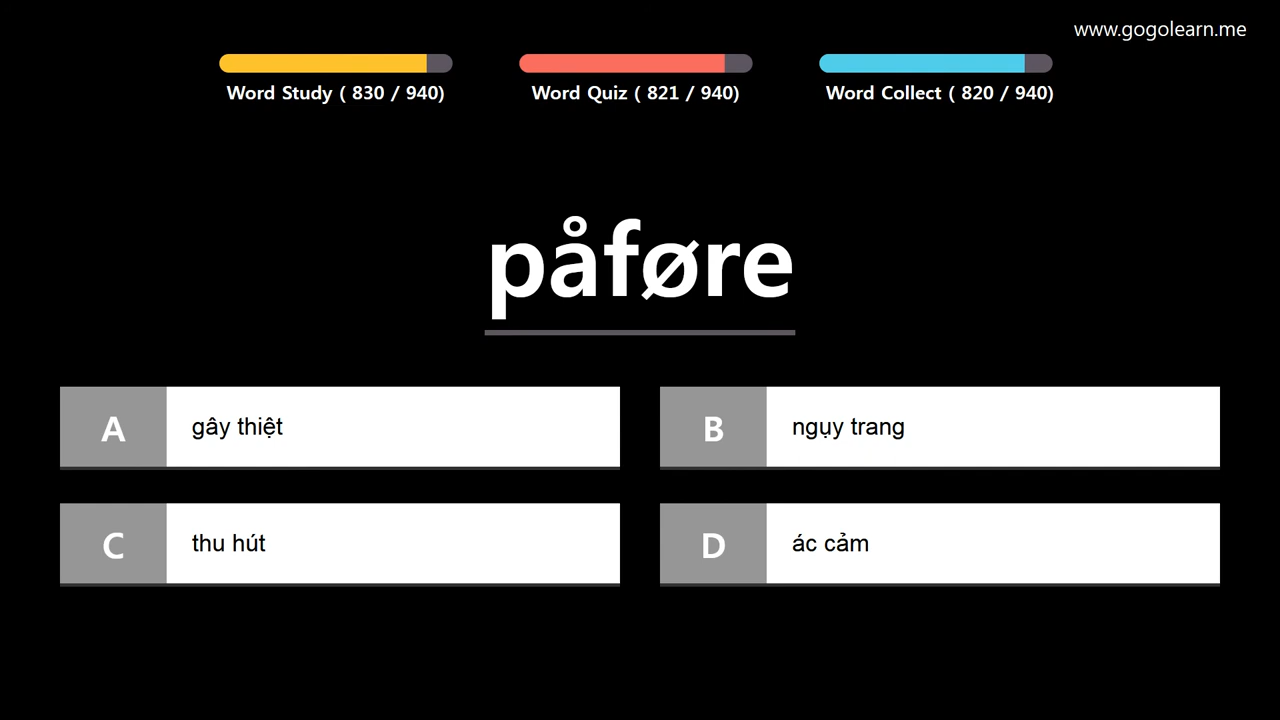 www.gogolearn.me
Word Study ( 830 / 940)
Word Quiz ( 821 / 940)
Word Collect ( 820 / 940)
påføre
A
gây thiệt
B
ngụy trang
C
thu hút
D
ác cảm